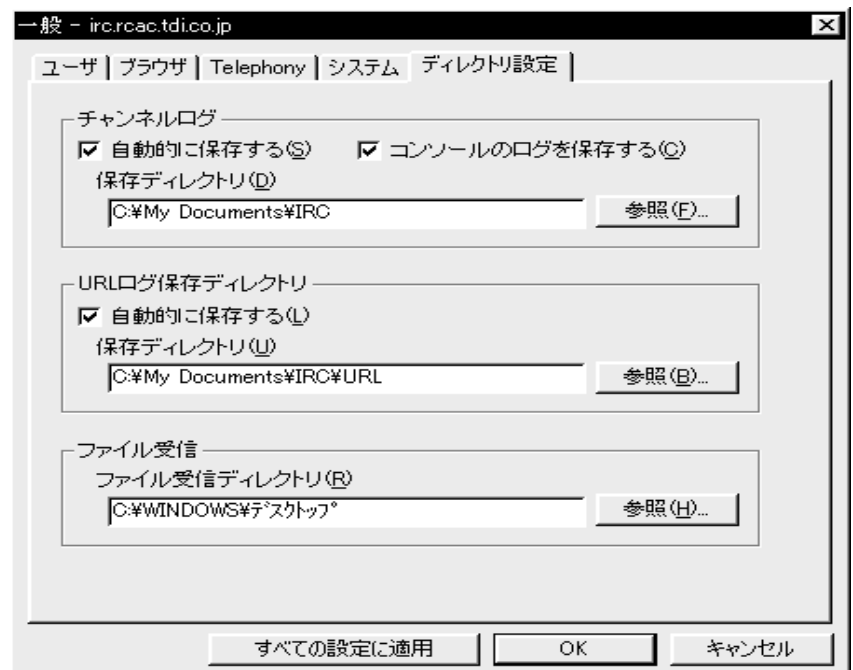 一般 - irc.rcac.tdi.co.jp
ユーザ ブラウザ Telephony システム ディレクトリ設定
チャンネルログ
自動的に保存する(S) コンソールのログを保存する(C)
保存ディレクトリ(D)
C:¥My Documents¥IRC 参照(F)...
URLログ保存ディレクトリ
自動的に保存する(L)
保存ディレクトリ(U)
C:¥My Documents¥IRC¥URL 参照(B)...
ファイル受信
ファイル受信ディレクトリ(R)
C:¥WINDOWS¥デスクトップ 参照(H)...
すべての設定に適用 OK キャンセル